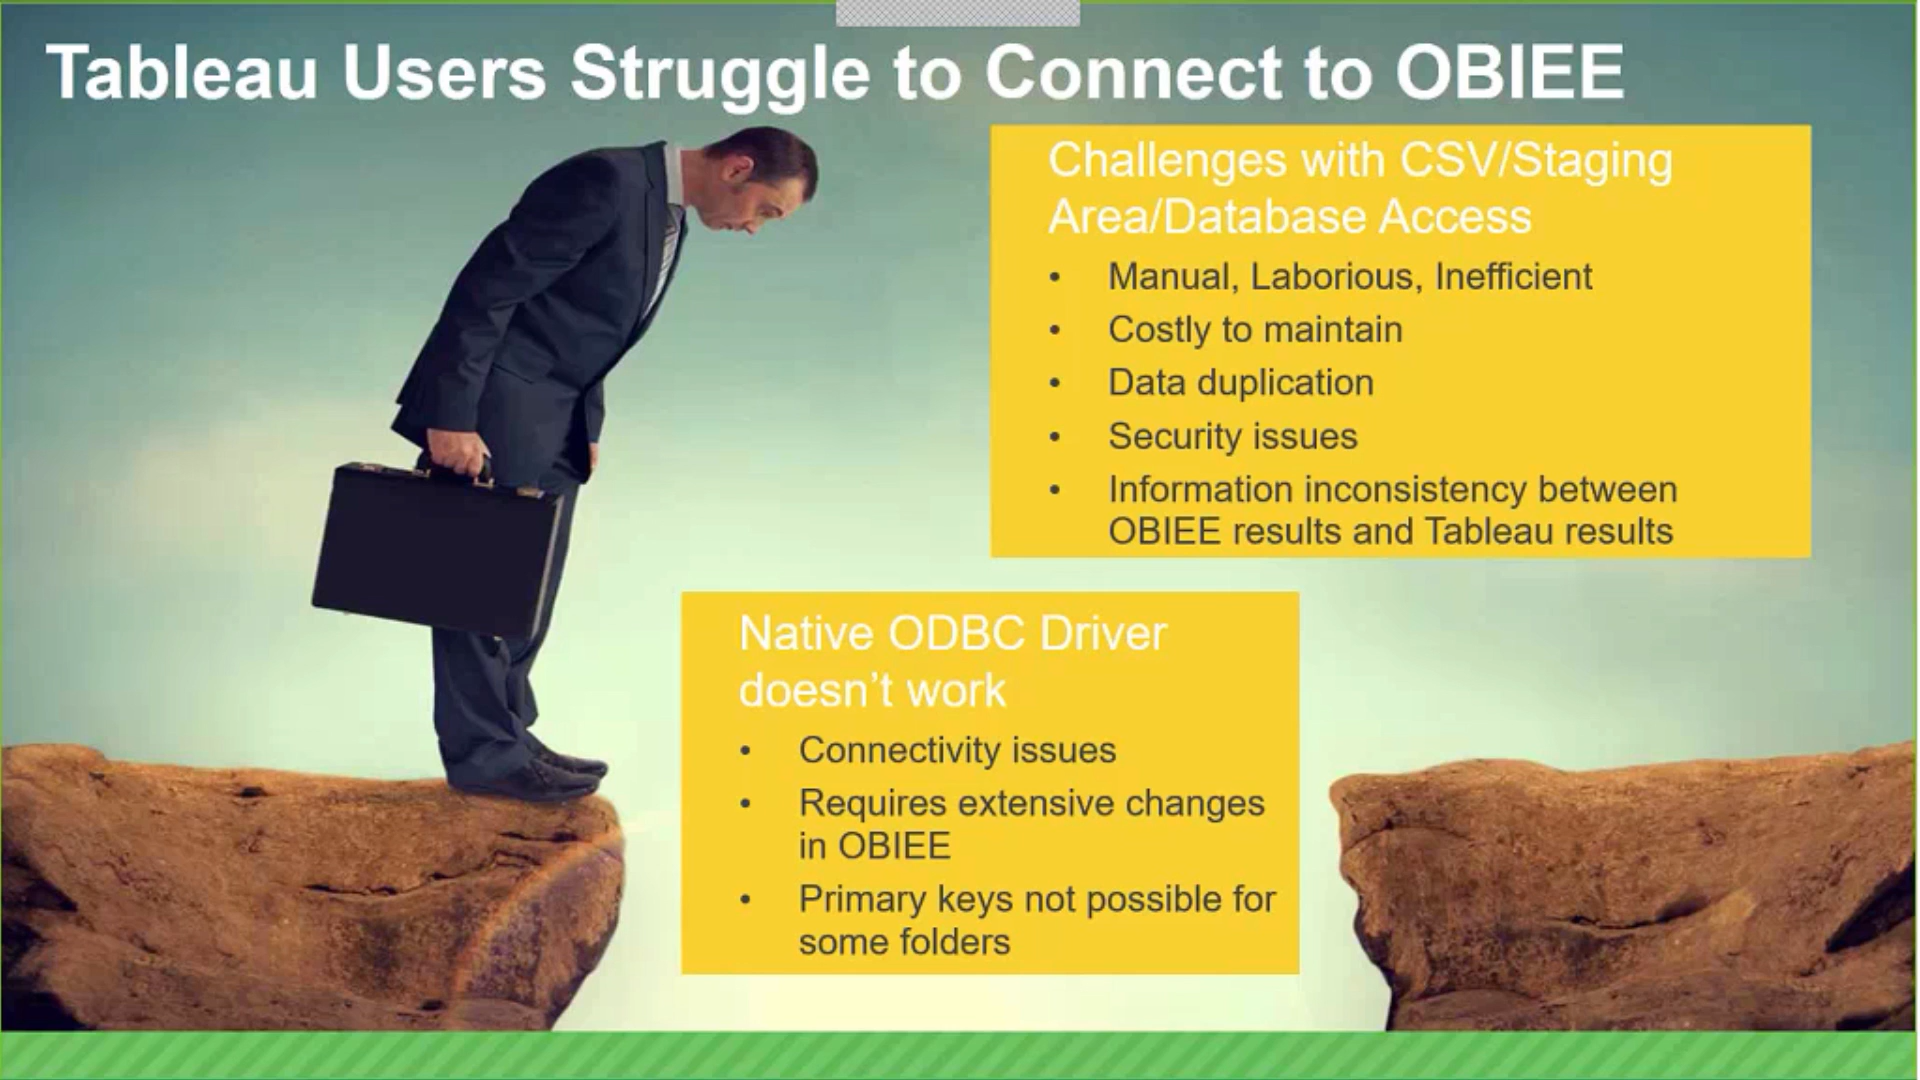 Tableau Users Struggle to Connect to OBIEE
Challenges with CSV/Staging
Area/Database Access
• Manual, Laborious, Inefficient
• Costly to maintain
• Data duplication
• Security issues
• Information inconsistency between
OBIEE results and Tableau results
Native ODBC Driver
doesn’t work
• Connectivity issues
• Requires extensive changes
in OBIEE
• Primary keys not possible for
some folders